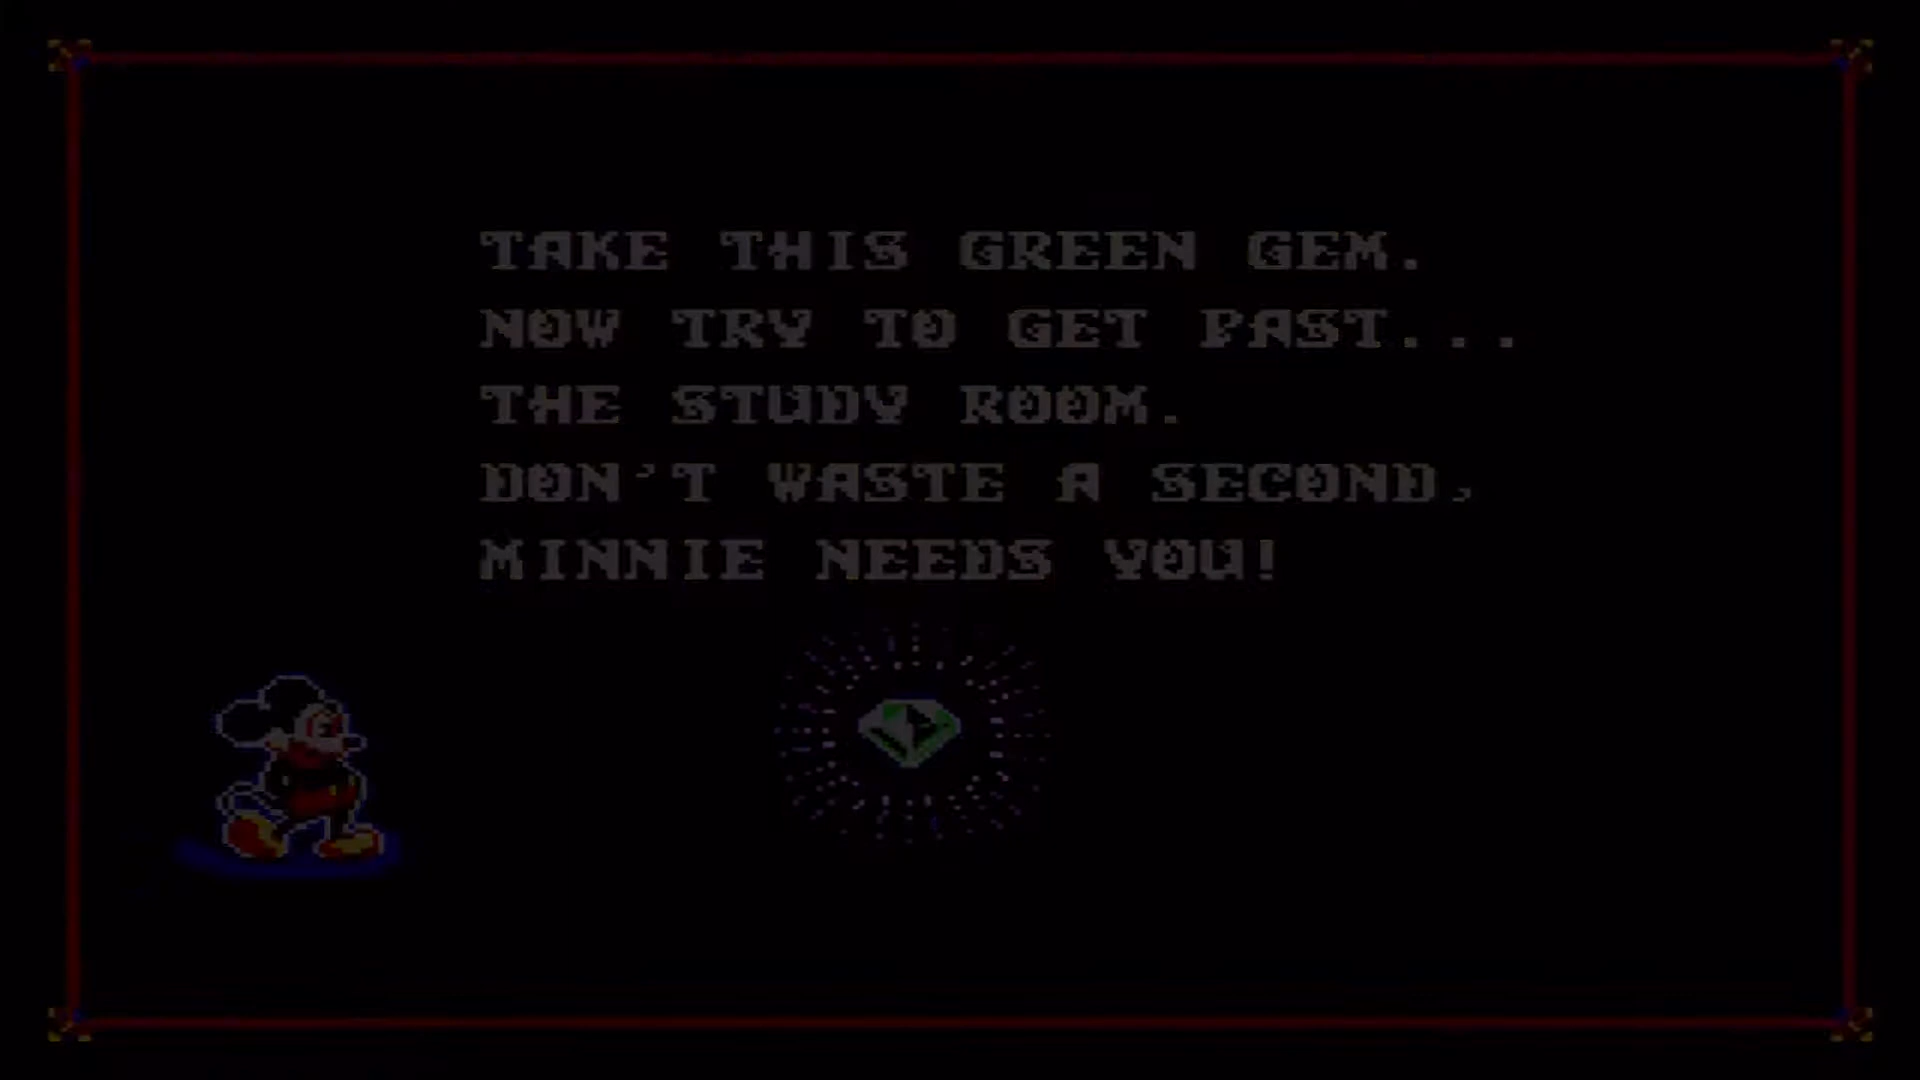 TAKE THIS GREEN GEM.
NOW TRY TO GET PAST...
THE STUDY ROOM.
DON'T WASTE A SECOND,
MINNIE NEEDS YOU!